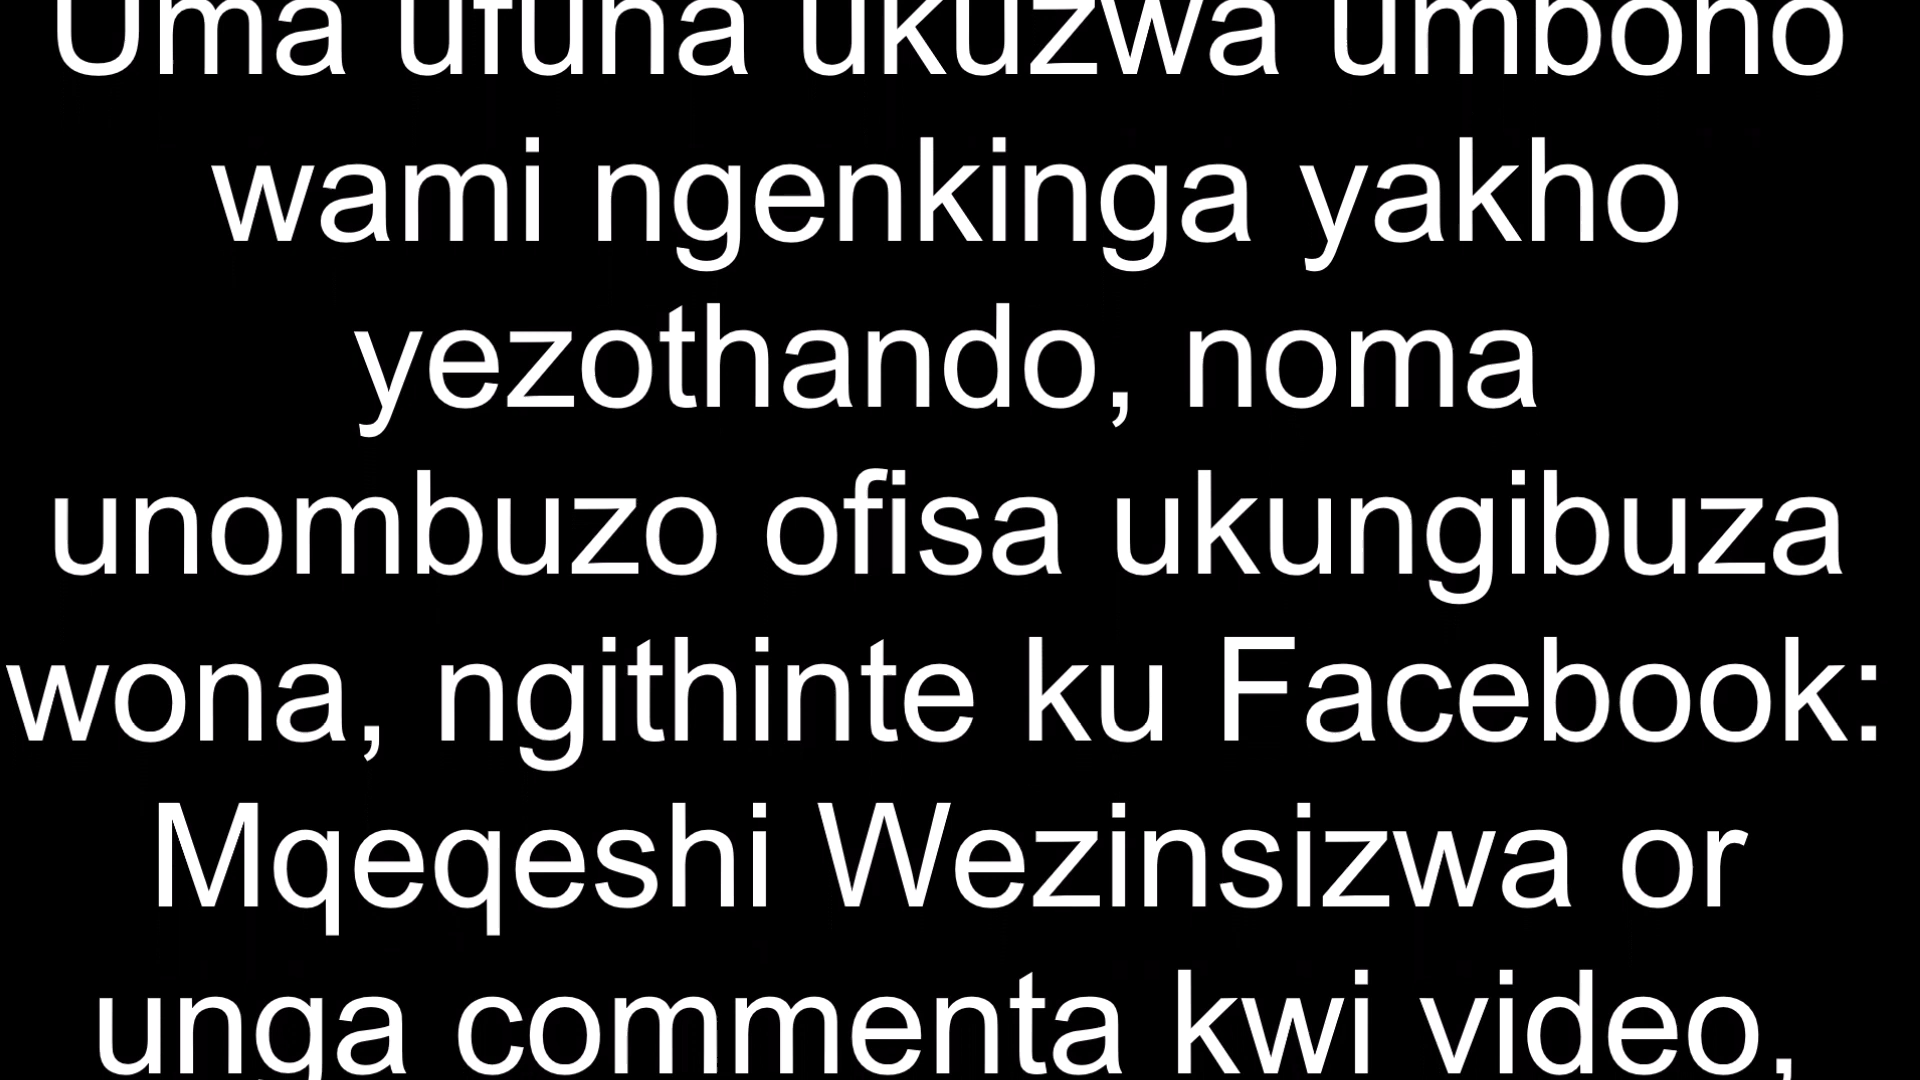 Uma ufuna ukuzwa umbono
wami ngenkinga yakho
yezothando, noma
unombuzo ofisa ukungibuza
wona, ngithinte ku Facebook:
Mqeqeshi Wezinsizwa or
unga commenta kwi video,